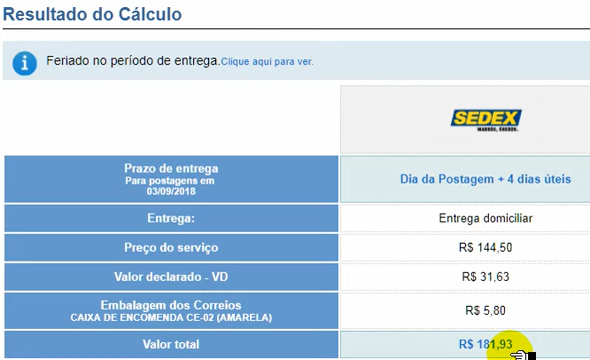 Resultado do Cálculo
Feriado no período de entrega.Clique aqui para ver.
SEDEX
MANDOU, CHEGOU.
Prazo de entrega
Para postagens em
03/09/2018
Dia da Postagem + 4 dias úteis
Entrega:
Entrega domiciliar
Preço do serviço
R$ 144,50
Valor declarado - VD
R$ 31,63
Embalagem dos Correios
CAIXA DE ENCOMENDA CE-02 (AMARELA)
R$ 5,80
Valor total
R$ 181,93